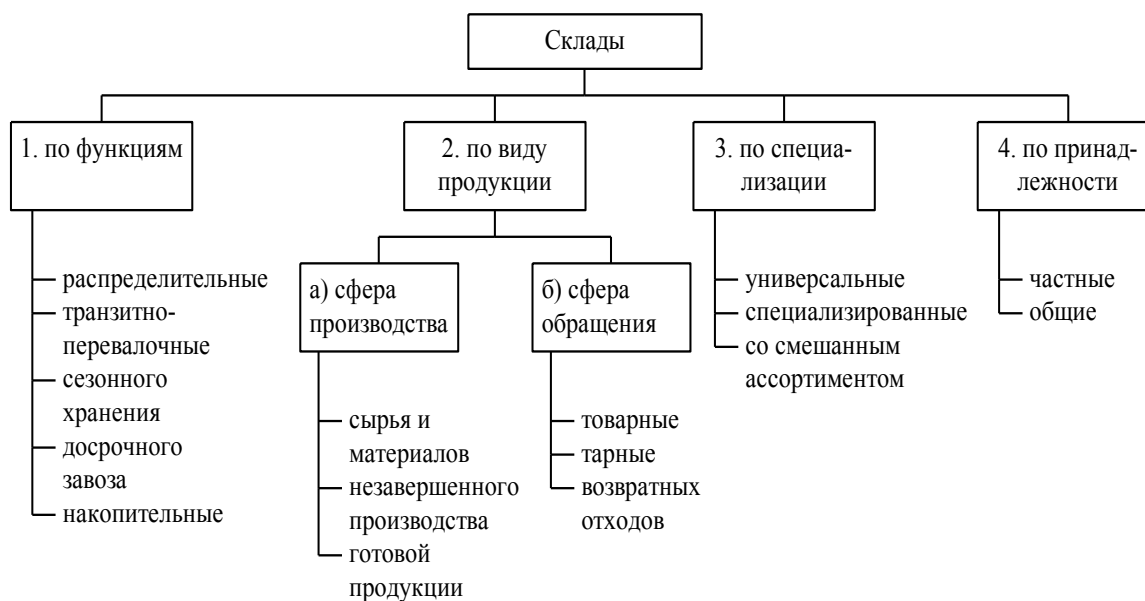 Склады
1. по функциям
2. по виду
продукции
3. по специа-
лизации
4. по принад-
лежности
распределительные
транзитно-
перевалочные
сезонного
хранения
досрочного
завоза
накопительные
а) сфера
производства
сырья и
материалов
незавершенного
производства
готовой
продукции
б) сфера
обращения
товарные
тарные
возвратных
отходов
универсальные
специализированные
со смешанным
ассортиментом
частные
общие